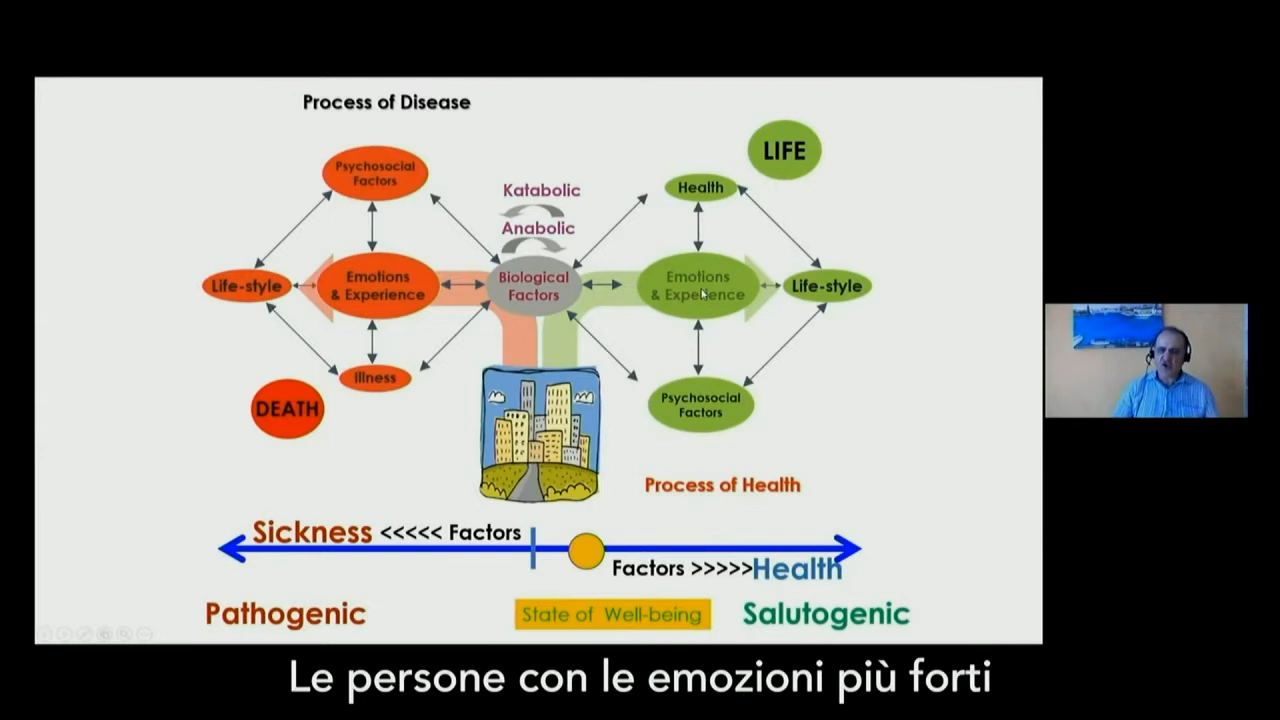 Process of Disease
LIFE
Psychosocial
Factors
Health
Katabolic
Anabolic
Life-style
Emotions
& Experience
Biological
Factors
Emotions
& Experience
Life-style
Illness
DEATH
Psychosocial
Factors
Process of Health
Sickness <<<<< Factors
Factors >>>>>Health
Pathogenic
State of Well-being
Salutogenic
Le persone con le emozioni più forti